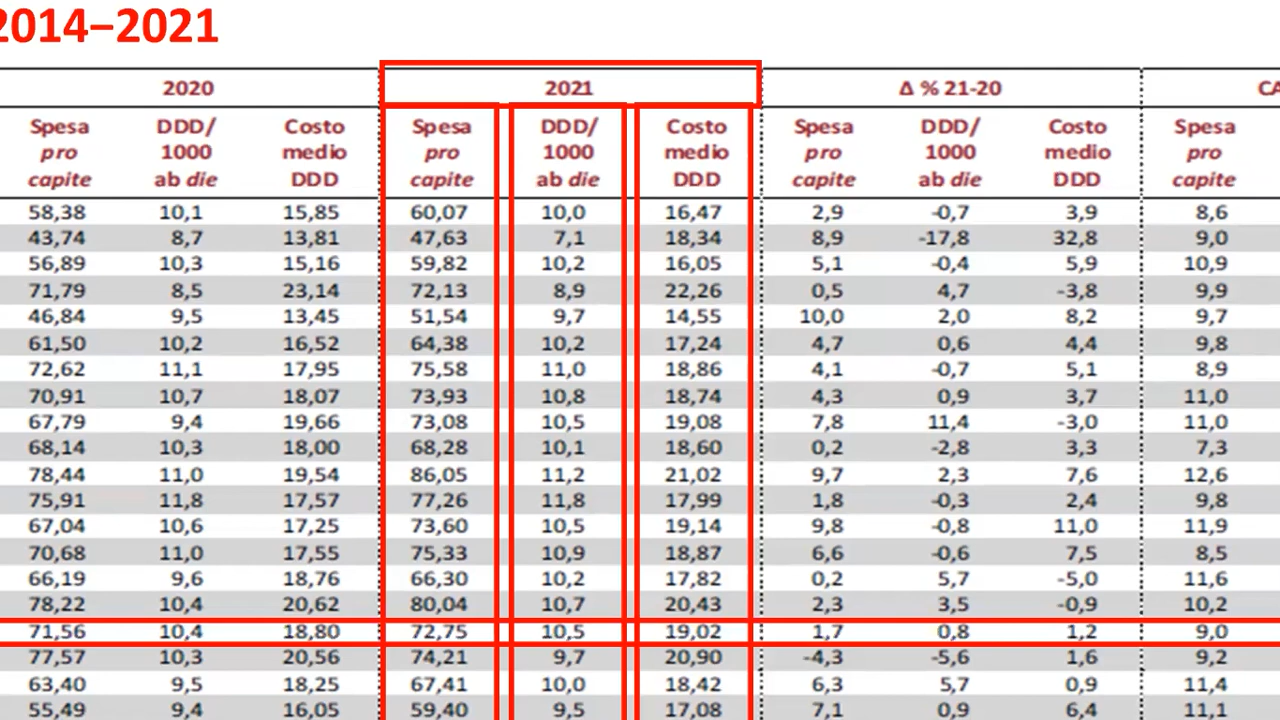 2014–2021
2020 2021 Δ % 21-20 CA
Spesa DDD/ Costo Spesa DDD/ Costo Spesa DDD/ Costo Spesa
pro 1000 medio pro 1000 medio pro 1000 medio pro
capite ab die DDD capite ab die DDD capite ab die DDD capite
58,38 10,1 15,85 60,07 10,0 16,47 2,9 -0,7 3,9 8,6
43,74 8,7 13,81 47,63 7,1 18,34 8,9 -17,8 32,8 9,0
56,89 10,3 15,16 59,82 10,2 16,05 5,1 -0,4 5,9 10,9
71,79 8,5 23,14 72,13 8,9 22,26 0,5 4,7 -3,8 9,9
46,84 9,5 13,45 51,54 9,7 14,55 10,0 2,0 8,2 9,7
61,50 10,2 16,52 64,38 10,2 17,24 4,7 0,6 4,4 9,8
72,62 11,1 17,95 75,58 11,0 18,86 4,1 -0,7 5,1 8,9
70,91 10,7 18,07 73,93 10,8 18,74 4,3 0,9 3,7 11,0
67,79 9,4 19,66 73,08 10,5 19,08 7,8 11,4 -3,0 11,0
68,14 10,3 18,00 68,28 10,1 18,60 0,2 -2,8 3,3 7,3
78,44 11,0 19,54 86,05 11,2 21,02 9,7 2,3 7,6 12,6
75,91 11,8 17,57 77,26 11,8 17,99 1,8 -0,3 2,4 9,8
67,04 10,6 17,25 73,60 10,5 19,14 9,8 -0,8 11,0 11,9
70,68 11,0 17,55 75,33 10,9 18,87 6,6 -0,6 7,5 8,5
66,19 9,6 18,76 66,30 10,2 17,82 0,2 5,7 -5,0 11,6
78,22 10,4 20,62 80,04 10,7 20,43 2,3 3,5 -0,9 10,2
71,56 10,4 18,80 72,75 10,5 19,02 1,7 0,8 1,2 9,0
77,57 10,3 20,56 74,21 9,7 20,90 -4,3 -5,6 1,6 9,2
63,40 9,5 18,25 67,41 10,0 18,42 6,3 5,7 0,9 11,4
55,49 9,4 16,05 59,40 9,5 17,08 7,1 0,9 6,4 11,1